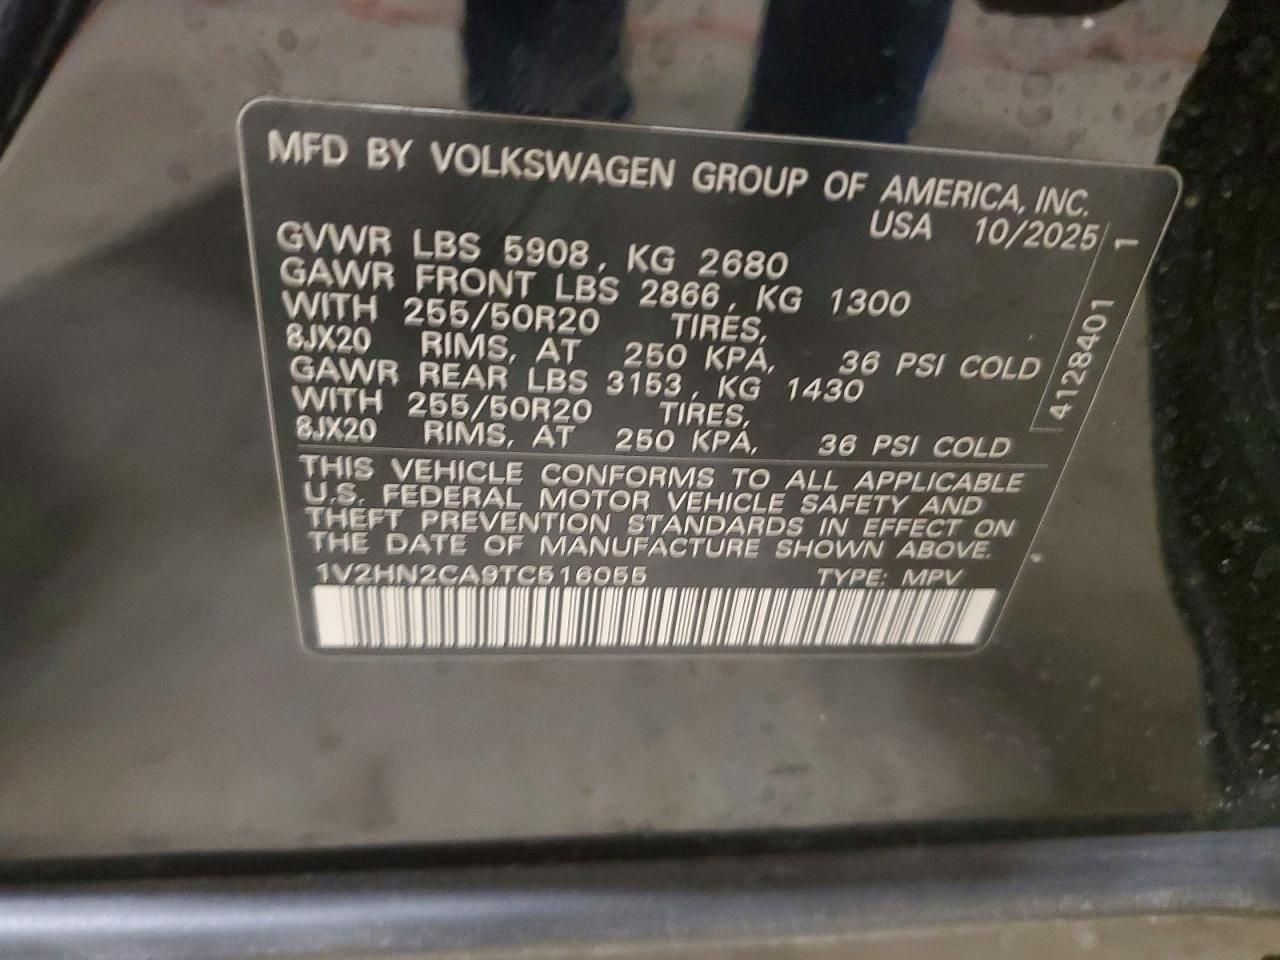 MFD BY VOLKSWAGEN GROUP OF AMERICA, INC.
USA 10/2025
GVWR LBS 5908, KG 2680
GAWR FRONT LBS 2866, KG 1300
WITH 255/50R20 TIRES,
8JX20 RIMS, AT 250 KPA, 36 PSI COLD
GAWR REAR LBS 3153, KG 1430
WITH 255/50R20 TIRES,
8JX20 RIMS, AT 250 KPA, 36 PSI COLD
4128401 1
THIS VEHICLE CONFORMS TO ALL APPLICABLE
U.S. FEDERAL MOTOR VEHICLE SAFETY AND
THEFT PREVENTION STANDARDS IN EFFECT ON
THE DATE OF MANUFACTURE SHOWN ABOVE.
1V2HN2CA9TC516055 TYPE: MPV